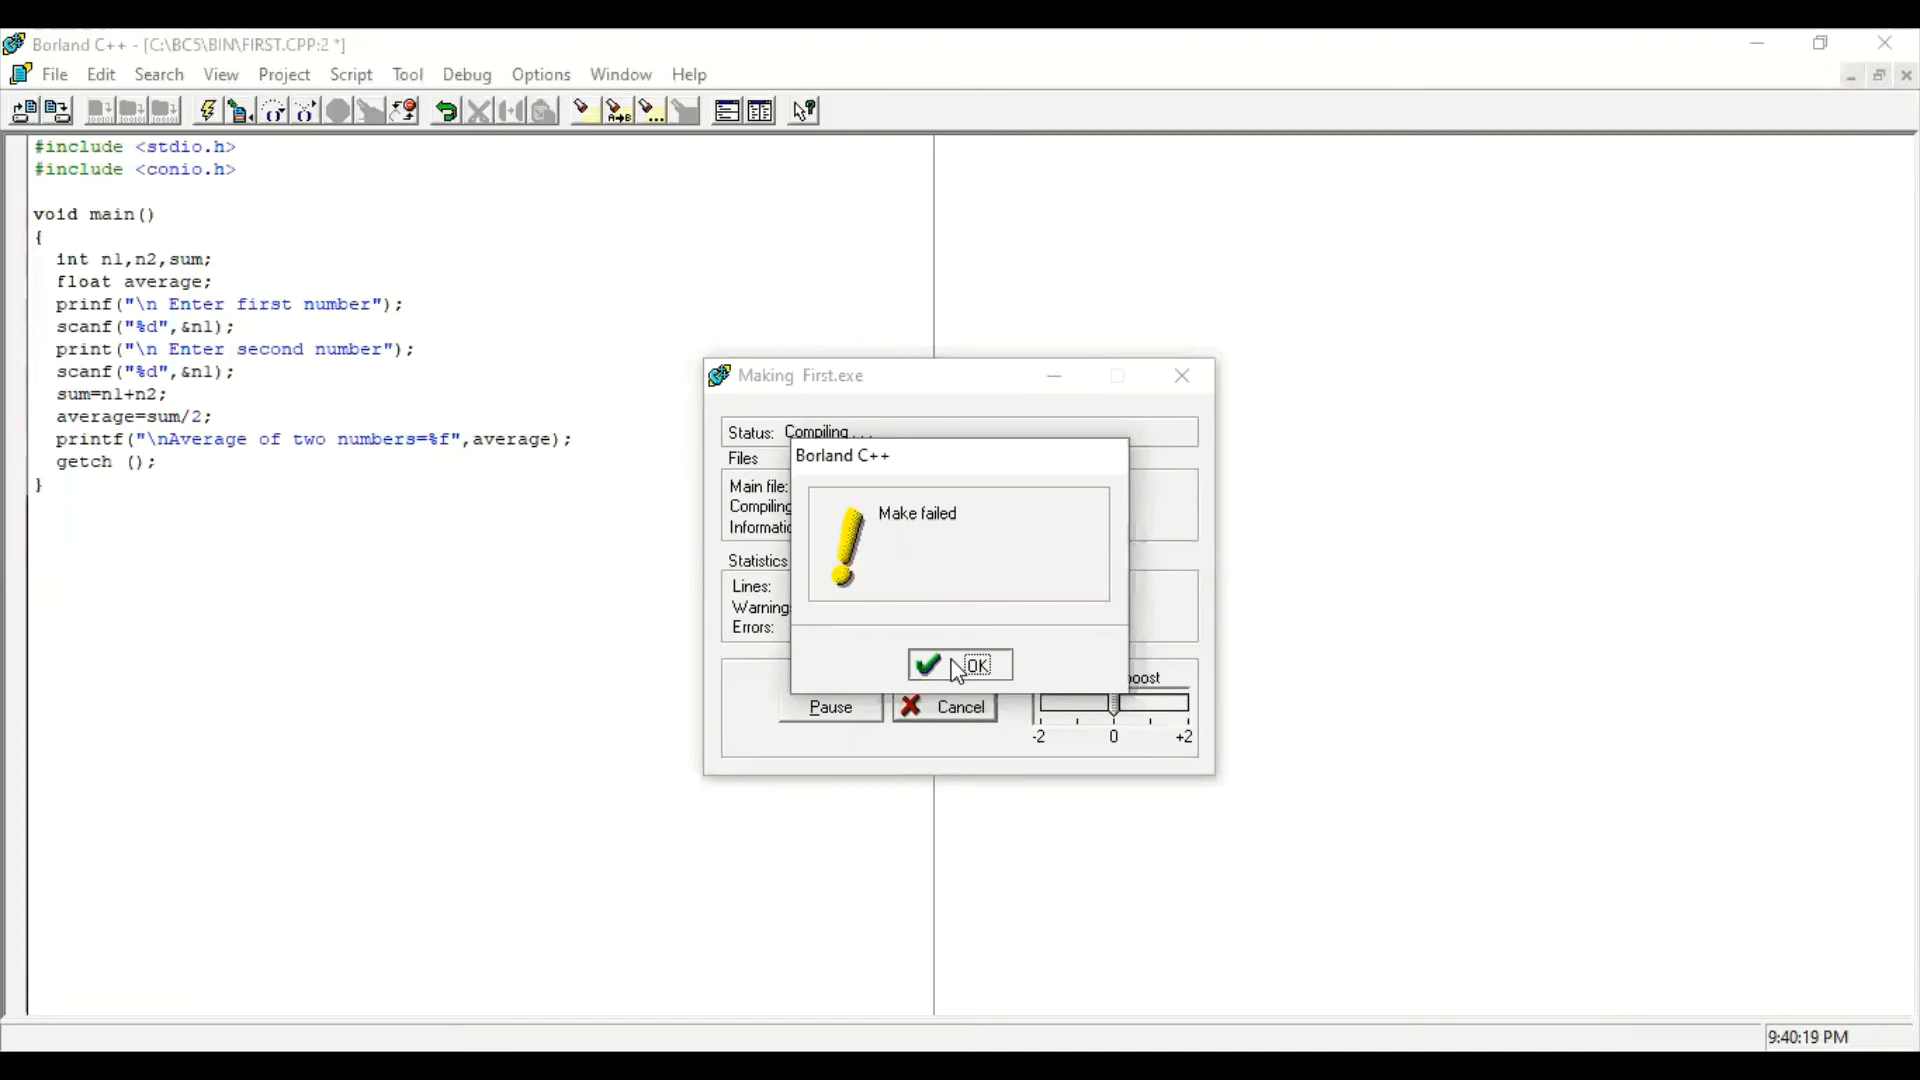 Borland C++ - [C:\BC5\BIN\FIRST.CPP:2 *]
File Edit Search View Project Script Tool Debug Options Window Help
#include <stdio.h>
#include <conio.h>
void main()
{
int n1,n2,sum;
float average;
prinf("\n Enter first number");
scanf("%d",&n1);
print("\n Enter second number");
scanf("%d",&n1);
sum=n1+n2;
average=sum/2;
printf("\nAverage of two numbers=%f",average);
getch ();
}
Making First.exe
Status: Compiling . . .
Files
Main file:
Compiling
Informatio
Statistics
Lines:
Warning
Errors:
Borland C++
Make failed
OK
oost
Pause
Cancel
-2 0 +2
9:40:19 PM